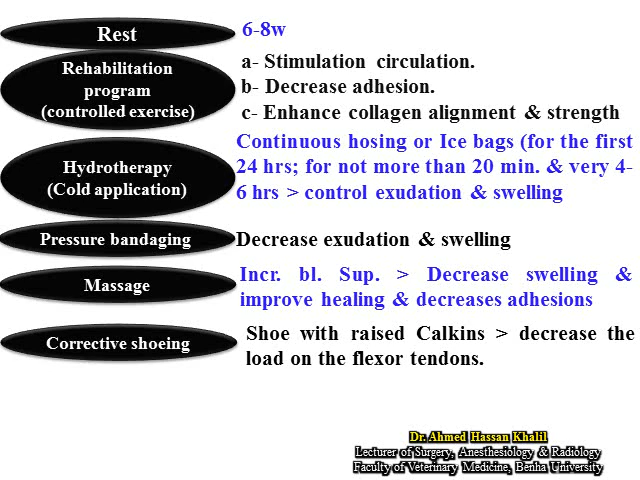 Rest
6-8w
Rehabilitation
program
(controlled exercise)
a- Stimulation circulation.
b- Decrease adhesion.
c- Enhance collagen alignment & strength
Hydrotherapy
(Cold application)
Continuous hosing or Ice bags (for the first
24 hrs; for not more than 20 min. & very 4-
6 hrs > control exudation & swelling
Pressure bandaging
Decrease exudation & swelling
Massage
Incr. bl. Sup. > Decrease swelling &
improve healing & decreases adhesions
Corrective shoeing
Shoe with raised Calkins > decrease the
load on the flexor tendons.
Dr. Ahmed Hassan Khalil
Lecturer of Surgery, Anesthesiology & Radiology
Faculty of Veterinary Medicine, Benha University